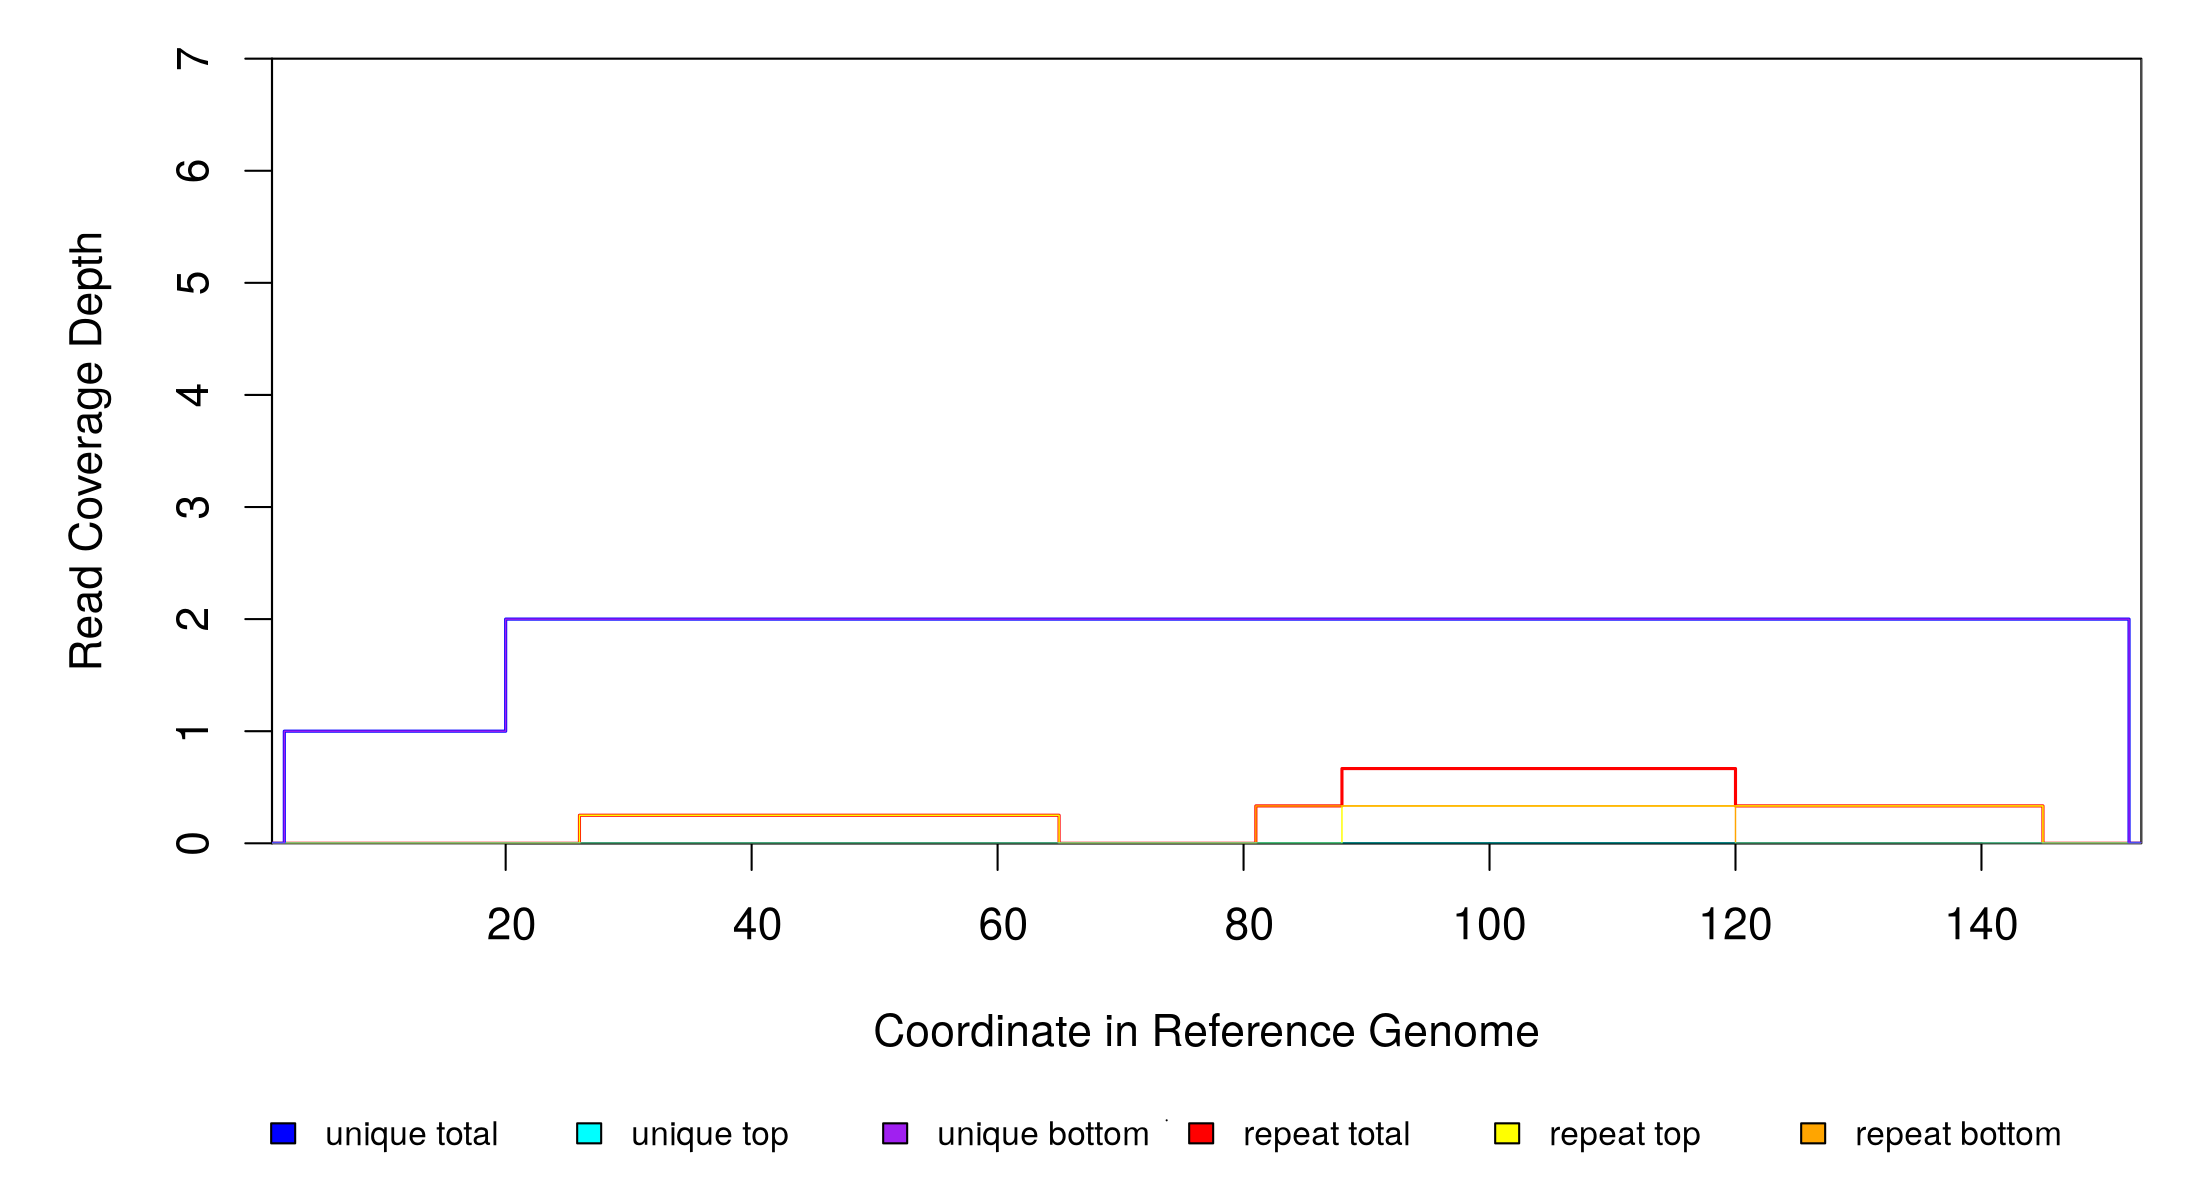 Read Coverage Depth
7
6
5
4
3
2
1
0
20 40 60 80 100 120 140
Coordinate in Reference Genome
unique total unique top unique bottom repeat total repeat top repeat bottom